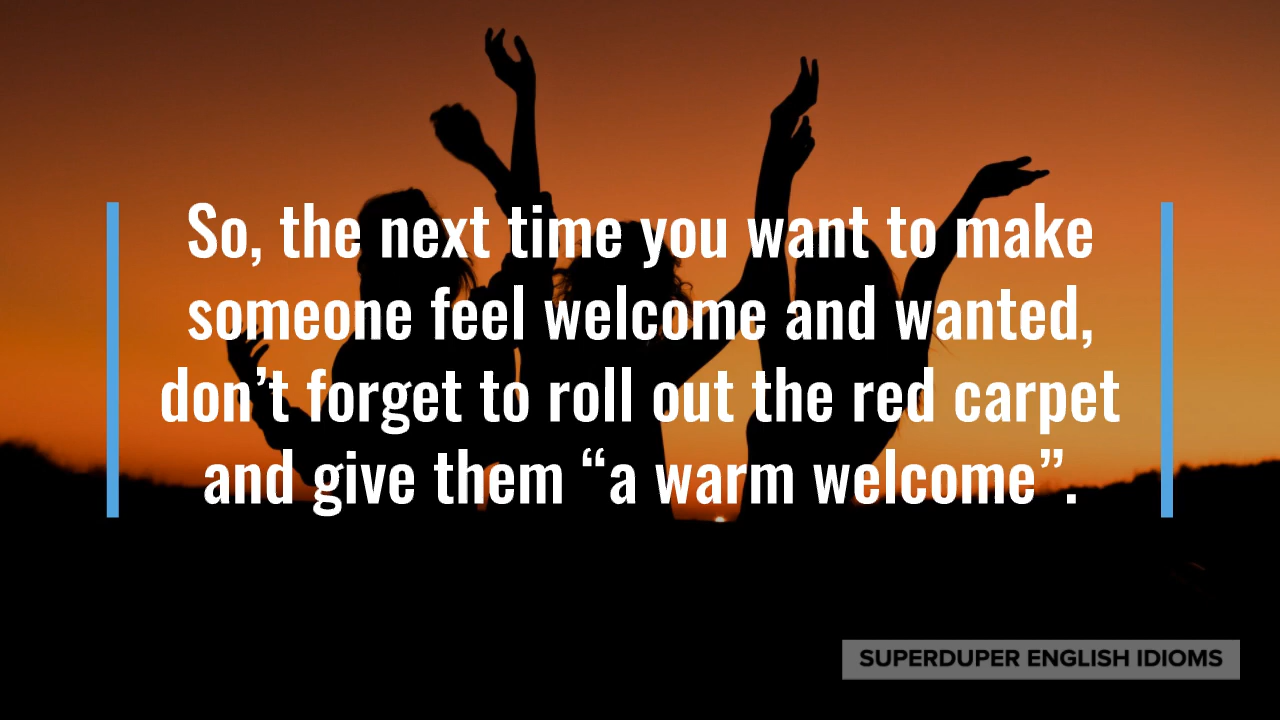 So, the next time you want to make
someone feel welcome and wanted,
don’t forget to roll out the red carpet
and give them “a warm welcome”.
SUPERDUPER ENGLISH IDIOMS